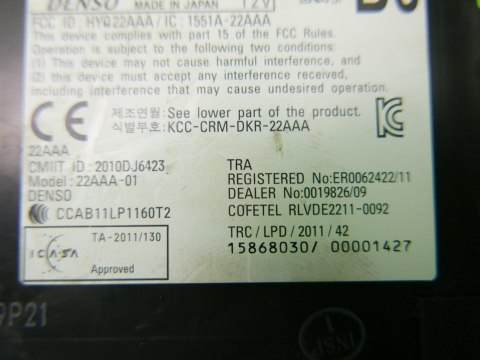 DENSO MADE IN JAPAN 12V
FCC ID : HYQ22AAA / IC : 1551A-22AAA
This device complies with part 15 of the FCC Rules.
Operation is subject to the following two conditions:
(1) This device may not cause harmful interference, and
(2) this device must accept any interference received,
including interference that may cause undesired operation.
CE
제조연월: See lower part of the product.
식별부호: KCC-CRM-DKR-22AAA
22AAA
CMIIT ID : 2010DJ6423
Model: 22AAA-01
DENSO
CCAB11LP1160T2
TRA
REGISTERED No:ER0062422/11
DEALER No:0019826/09
COFETEL RLVDE2211-0092
TA-2011/130
ICASA
Approved
TRC / LPD / 2011 / 42
15868030/ 00001427
9P21
INSP
1